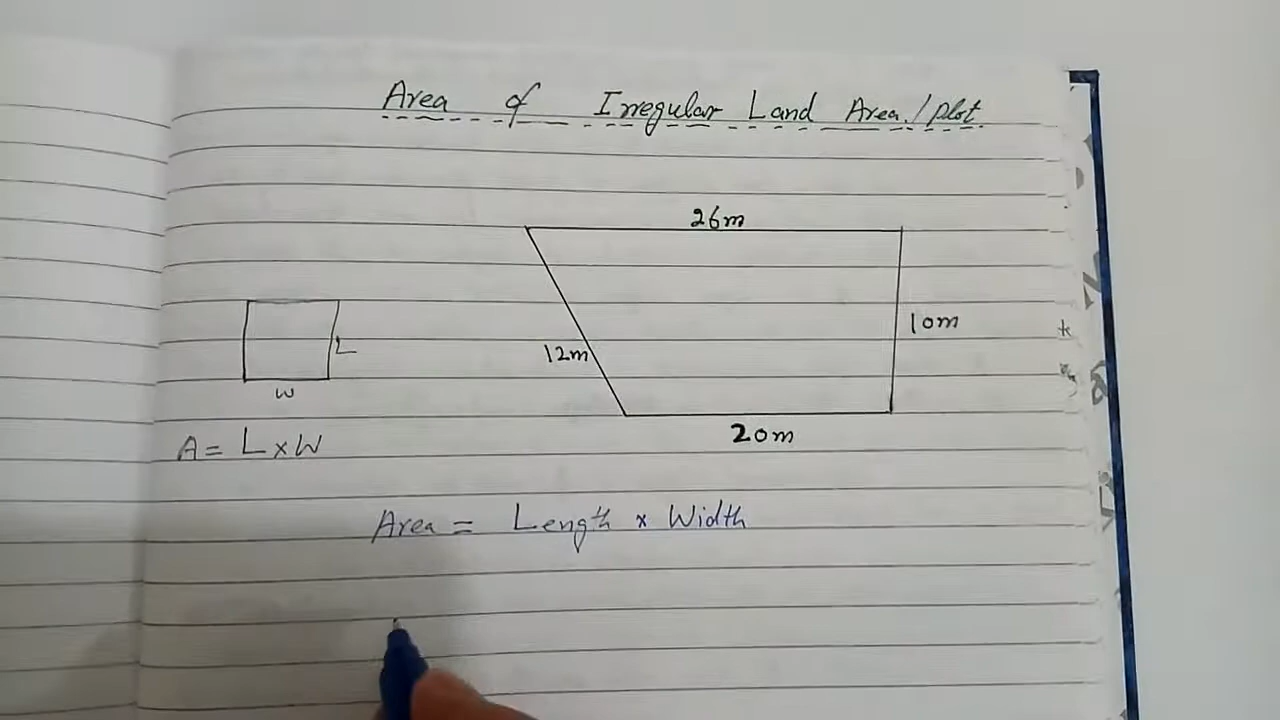 Area of Irregular Land Area./Plot
26m
10m
12m
20m
L
W
A = L x W
Area = Length x Width